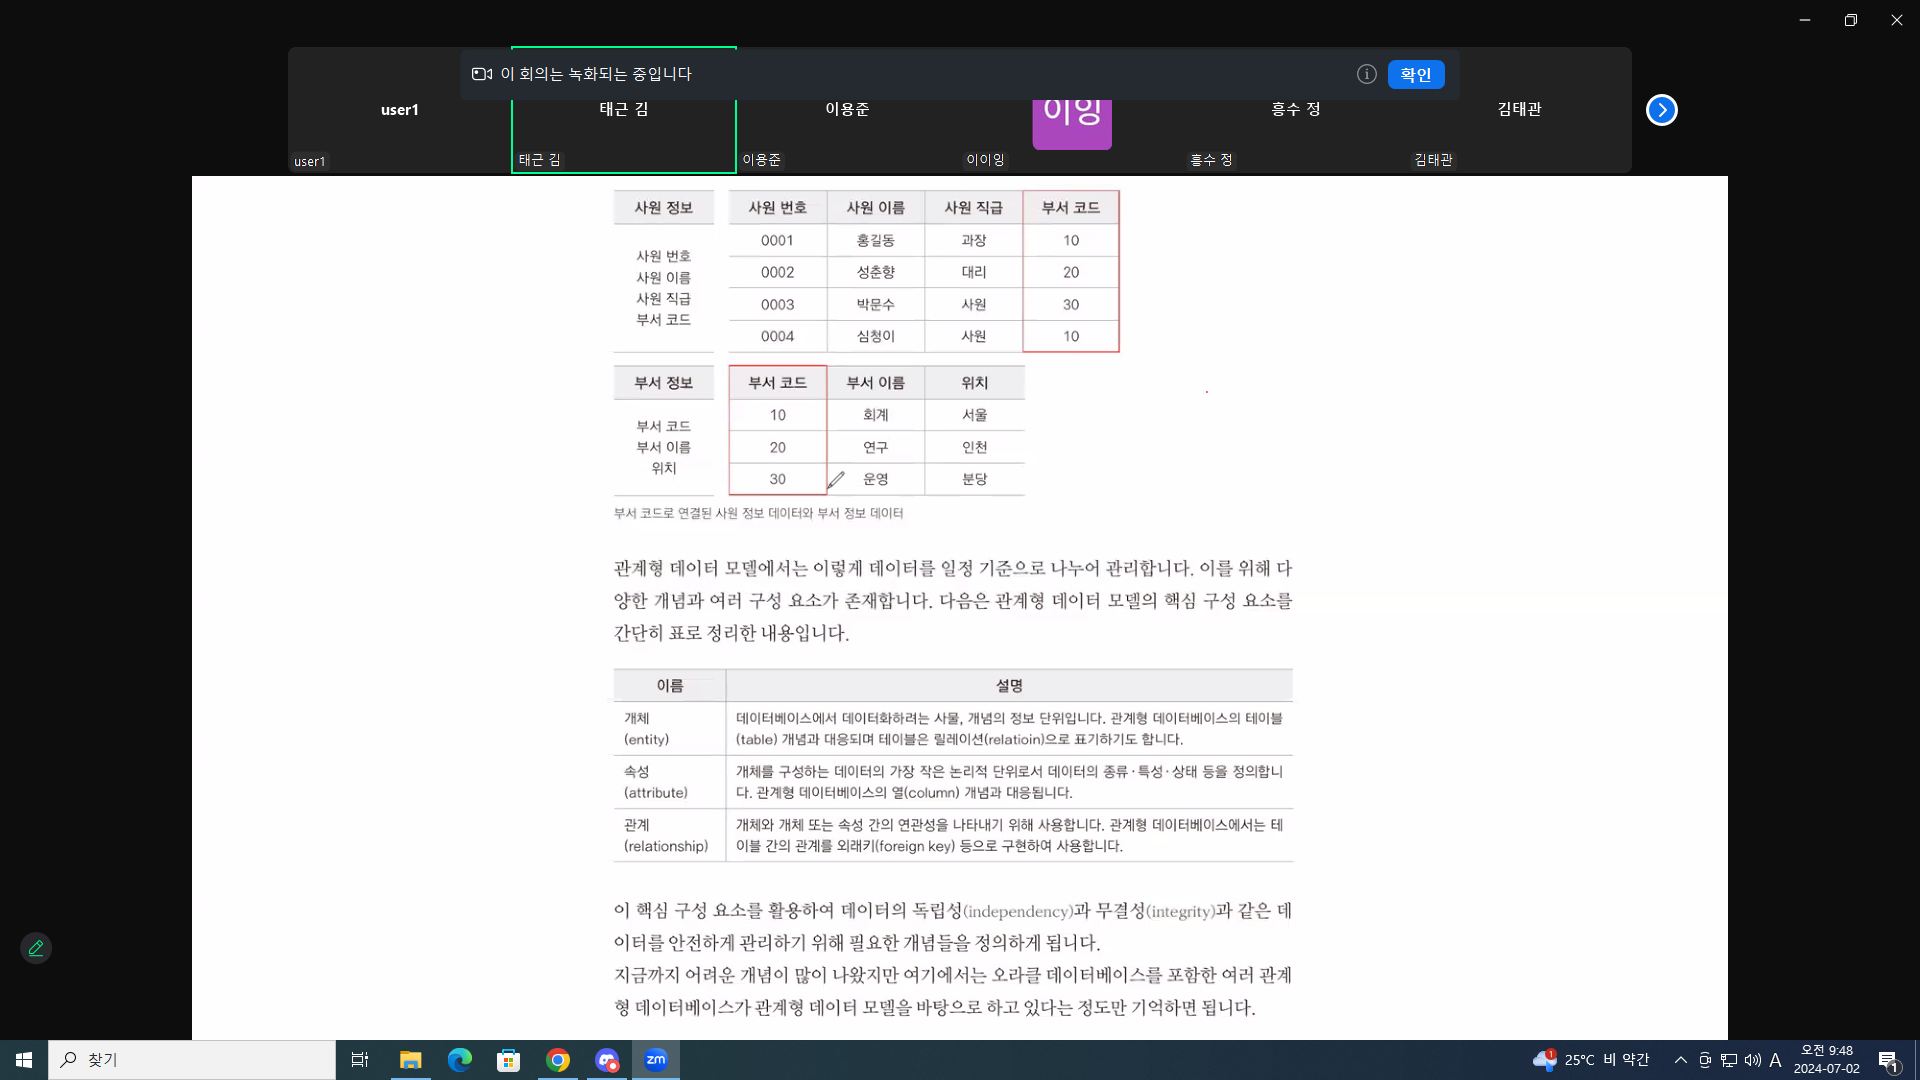 이 회의는 녹화되는 중입니다
확인
user1
태근 김
이용준
이잉
흥수 정
김태관
user1
태근 김
이용준
이이잉
흥수 정
김태관
사원 정보
사원 번호
사원 이름
사원 직급
부서 코드
사원 번호 사원 이름 사원 직급 부서 코드
0001 홍길동 과장 10
0002 성춘향 대리 20
0003 박문수 사원 30
0004 심청이 사원 10
부서 정보
부서 코드
부서 이름
위치
부서 코드 부서 이름 위치
10 회계 서울
20 연구 인천
30 운영 분당
부서 코드로 연결된 사원 정보 데이터와 부서 정보 데이터
관계형 데이터 모델에서는 이렇게 데이터를 일정 기준으로 나누어 관리합니다. 이를 위해 다
양한 개념과 여러 구성 요소가 존재합니다. 다음은 관계형 데이터 모델의 핵심 구성 요소를
간단히 표로 정리한 내용입니다.
이름 설명
개체
(entity)
데이터베이스에서 데이터화하려는 사물, 개념의 정보 단위입니다. 관계형 데이터베이스의 테이블
(table) 개념과 대응되며 테이블은 릴레이션(relatioin)으로 표기하기도 합니다.
속성
(attribute)
개체를 구성하는 데이터의 가장 작은 논리적 단위로서 데이터의 종류·특성·상태 등을 정의합니
다. 관계형 데이터베이스의 열(column) 개념과 대응됩니다.
관계
(relationship)
개체와 개체 또는 속성 간의 연관성을 나타내기 위해 사용합니다. 관계형 데이터베이스에서는 테
이블 간의 관계를 외래키(foreign key) 등으로 구현하여 사용합니다.
이 핵심 구성 요소를 활용하여 데이터의 독립성(independency)과 무결성(integrity)과 같은 데
이터를 안전하게 관리하기 위해 필요한 개념들을 정의하게 됩니다.
지금까지 어려운 개념이 많이 나왔지만 여기에서는 오라클 데이터베이스를 포함한 여러 관계
형 데이터베이스가 관계형 데이터 모델을 바탕으로 하고 있다는 정도만 기억하면 됩니다.
찾기
zm
1
25°C 비 약간
A
오전 9:48
2024-07-02
1